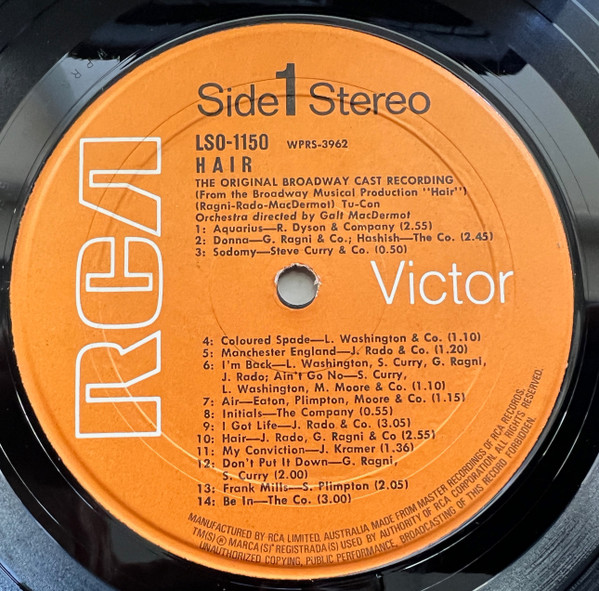 Side 1 Stereo
LSO-1150 WPRS-3962
HAIR
THE ORIGINAL BROADWAY CAST RECORDING
(From the Broadway Musical Production "Hair")
(Ragni-Rado-MacDermot) Tu-Con
Orchestra directed by Galt MacDermot
1: Aquarius—R. Dyson & Company (2.55)
2: Donna—G. Ragni & Co.; Hashish—The Co. (2.45)
3: Sodomy—Steve Curry & Co. (0.50)
RCA
Victor
4: Coloured Spade—L. Washington & Co. (1.10)
5: Manchester England—J. Rado & Co. (1.20)
6: I'm Back—L. Washington, S. Curry, G. Ragni,
J. Rado; Ain't Go No—S. Curry,
L. Washington, M. Moore & Co. (1.10)
7: Air—Eaton, Plimpton, Moore & Co. (1.15)
8: Initials—The Company (0.55)
9: I Got Life—J. Rado & Co. (3.05)
10: Hair—J. Rado, G. Ragni & Co (2.55)
11: My Conviction—J. Kramer (1.36)
12: Don't Put It Down—G. Ragni,
S. Curry (2.00)
13: Frank Mills—S. Plimpton (2.05)
14: Be In—The Co. (3.00)
MANUFACTURED BY RCA LIMITED, AUSTRALIA MADE FROM MASTER RECORDINGS OF RCA RECORDS.
TM(S) ® MARCA(S) REGISTRADA(S) USED BY AUTHORITY OF RCA CORPORATION. ALL RIGHTS RESERVED.
UNAUTHORIZED COPYING, PUBLIC PERFORMANCE, BROADCASTING OF THIS RECORD FORBIDDEN.